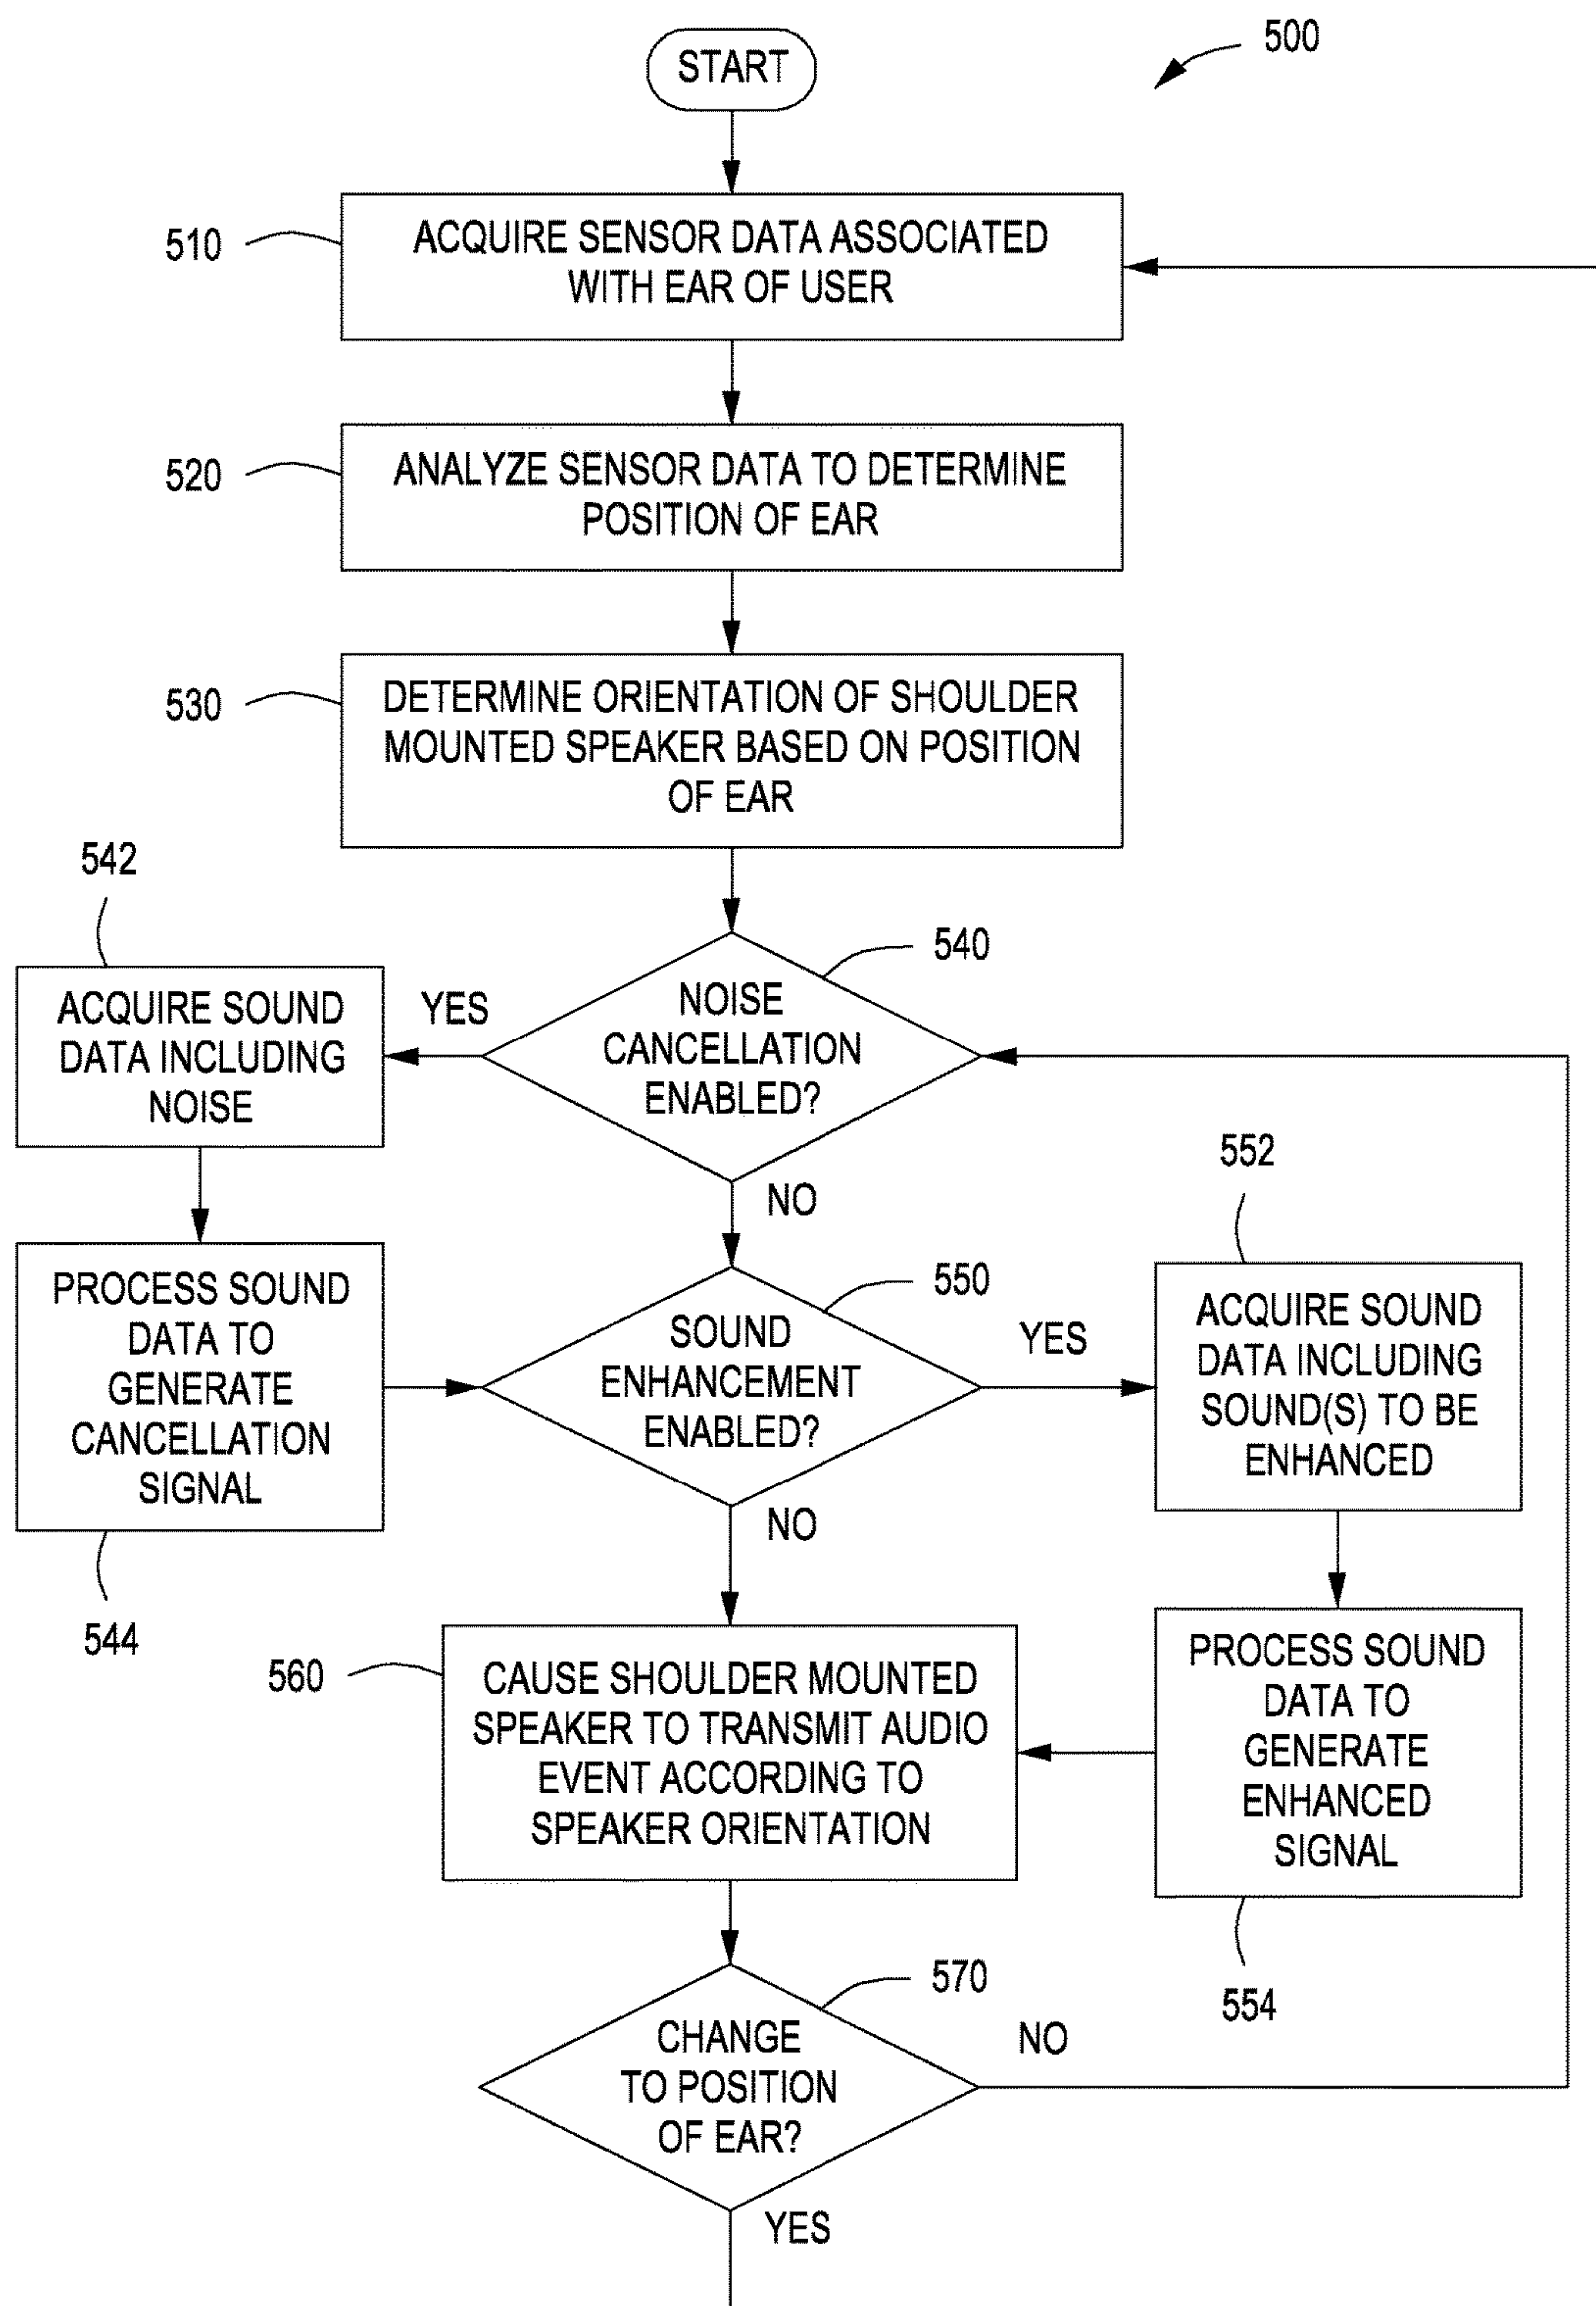 500
START
510
ACQUIRE SENSOR DATA ASSOCIATED
WITH EAR OF USER
520
ANALYZE SENSOR DATA TO DETERMINE
POSITION OF EAR
530
DETERMINE ORIENTATION OF SHOULDER
MOUNTED SPEAKER BASED ON POSITION
OF EAR
540
NOISE
CANCELLATION
ENABLED?
YES
NO
542
ACQUIRE SOUND
DATA INCLUDING
NOISE
PROCESS SOUND
DATA TO
GENERATE
CANCELLATION
SIGNAL
544
550
SOUND
ENHANCEMENT
ENABLED?
YES
NO
552
ACQUIRE SOUND
DATA INCLUDING
SOUND(S) TO BE
ENHANCED
PROCESS SOUND
DATA TO
GENERATE
ENHANCED
SIGNAL
554
560
CAUSE SHOULDER MOUNTED
SPEAKER TO TRANSMIT AUDIO
EVENT ACCORDING TO
SPEAKER ORIENTATION
570
CHANGE
TO POSITION
OF EAR?
NO
YES